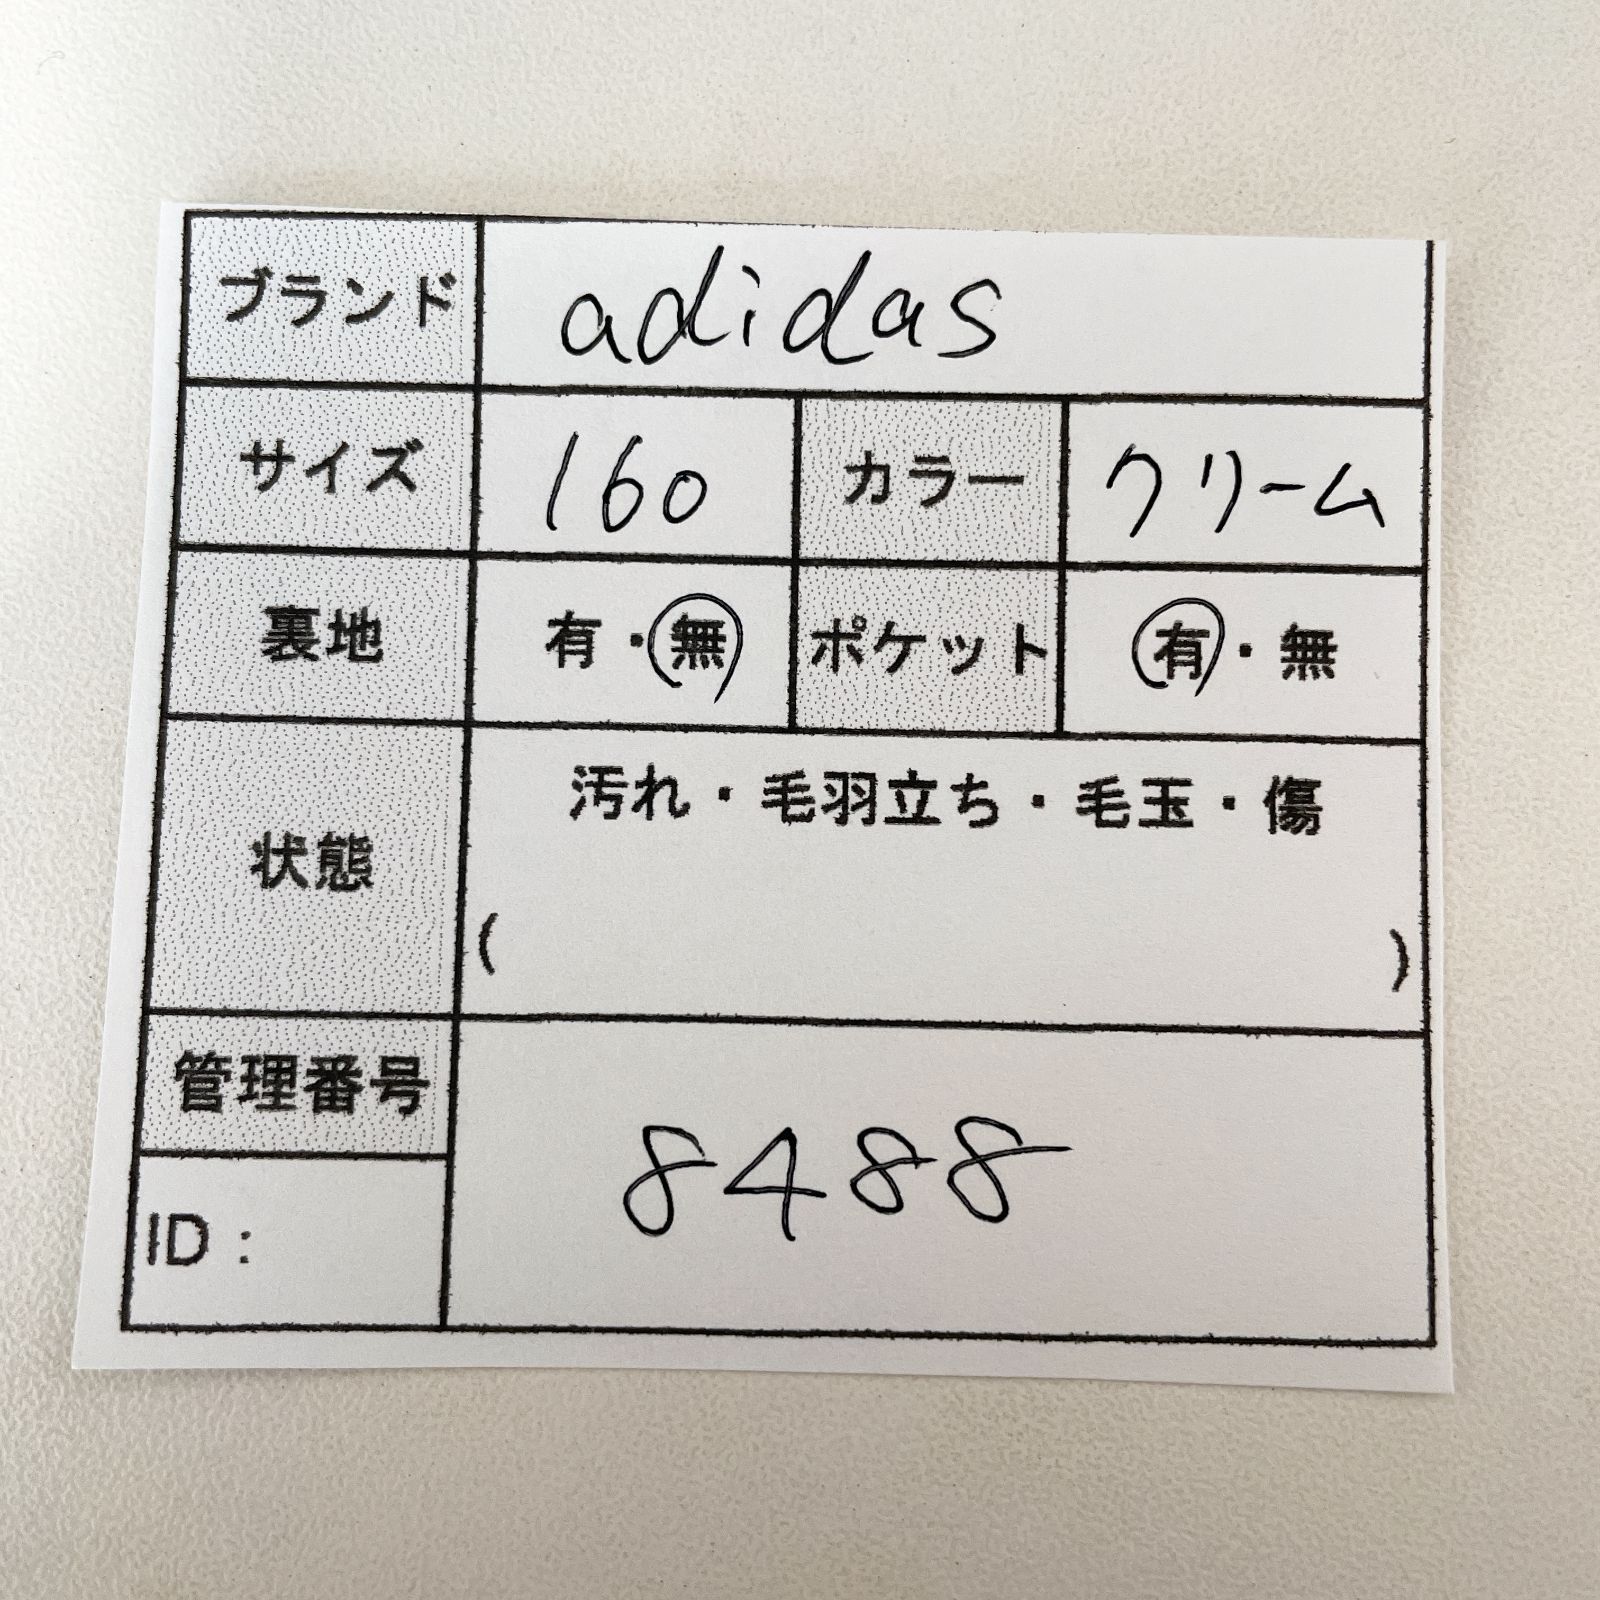 ブランド adidas
サイズ 160 カラー クリーム
裏地 有・無 ポケット 有・無
状態 汚れ・毛羽立ち・毛玉・傷
( )
管理番号 8488
ID：